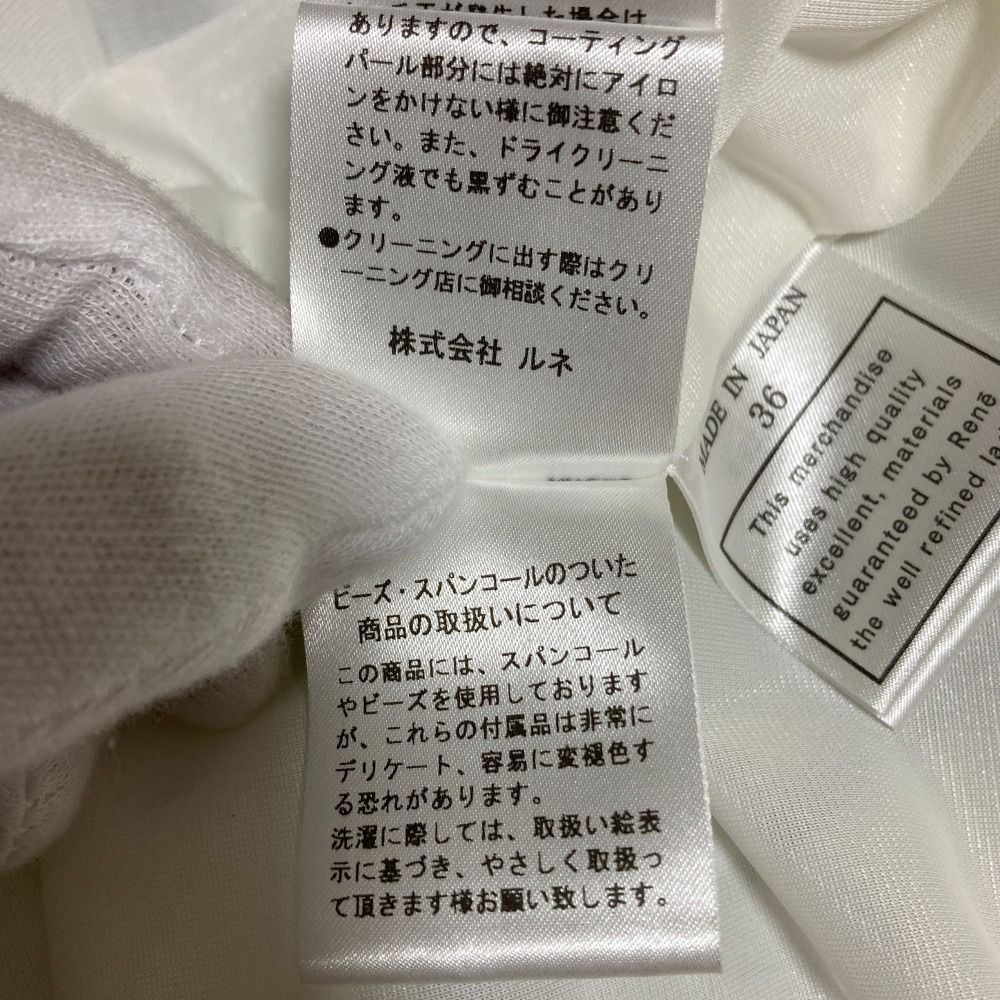 ありますので、コーティング
パール部分には絶対にアイロ
ンをかけない様に御注意くだ
さい。また、ドライクリーニ
ング液でも黒ずむことがあり
ます。
●クリーニングに出す際はクリ
ーニング店に御相談ください。
株式会社 ルネ
ビーズ・スパンコールのついた
商品の取扱いについて
この商品には、スパンコール
やビーズを使用しております
が、これらの付属品は非常に
デリケート、容易に変褪色す
る恐れがあります。
洗濯に際しては、取扱い絵表
示に基づき、やさしく取扱っ
て頂きます様お願い致します。
MADE IN JAPAN
36
This merchandise
uses high quality
excellent, materials
guaranteed by René
the well refined